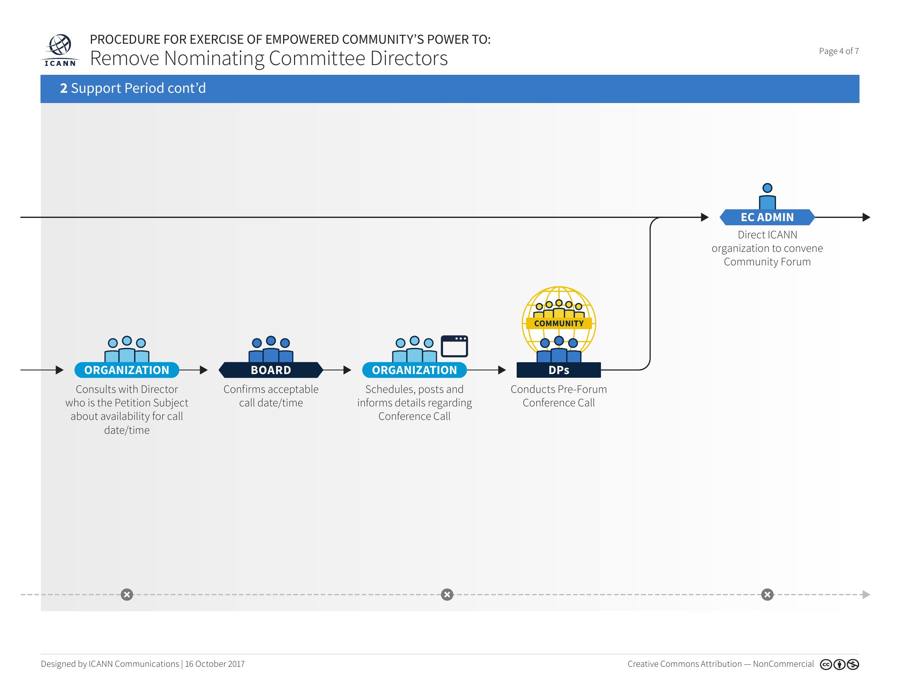 ICANN
PROCEDURE FOR EXERCISE OF EMPOWERED COMMUNITY’S POWER TO:
Remove Nominating Committee Directors
Page 4 of 7
2 Support Period cont’d
EC ADMIN
Direct ICANN
organization to convene
Community Forum
COMMUNITY
ORGANIZATION
Consults with Director
who is the Petition Subject
about availability for call
date/time
BOARD
Confirms acceptable
call date/time
ORGANIZATION
Schedules, posts and
informs details regarding
Conference Call
DPs
Conducts Pre-Forum
Conference Call
Designed by ICANN Communications | 16 October 2017
Creative Commons Attribution — NonCommercial